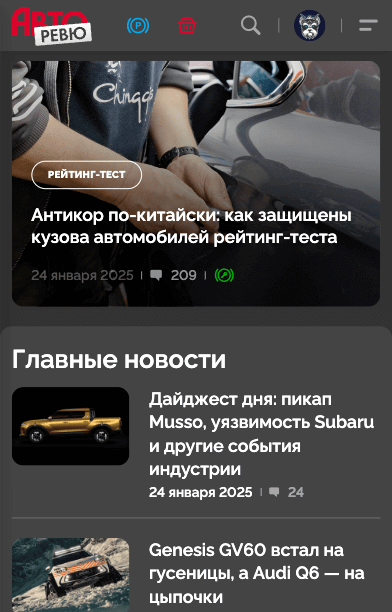 АВТО
РЕВЮ
P
Chingo
РЕЙТИНГ-ТЕСТ
Антикор по-китайски: как защищены
кузова автомобилей рейтинг-теста
24 января 2025
209
Главные новости
Дайджест дня: пикап
Musso, уязвимость Subaru
и другие события
индустрии
24 января 2025
24
Genesis GV60 встал на
гусеницы, а Audi Q6 — на
цыпочки